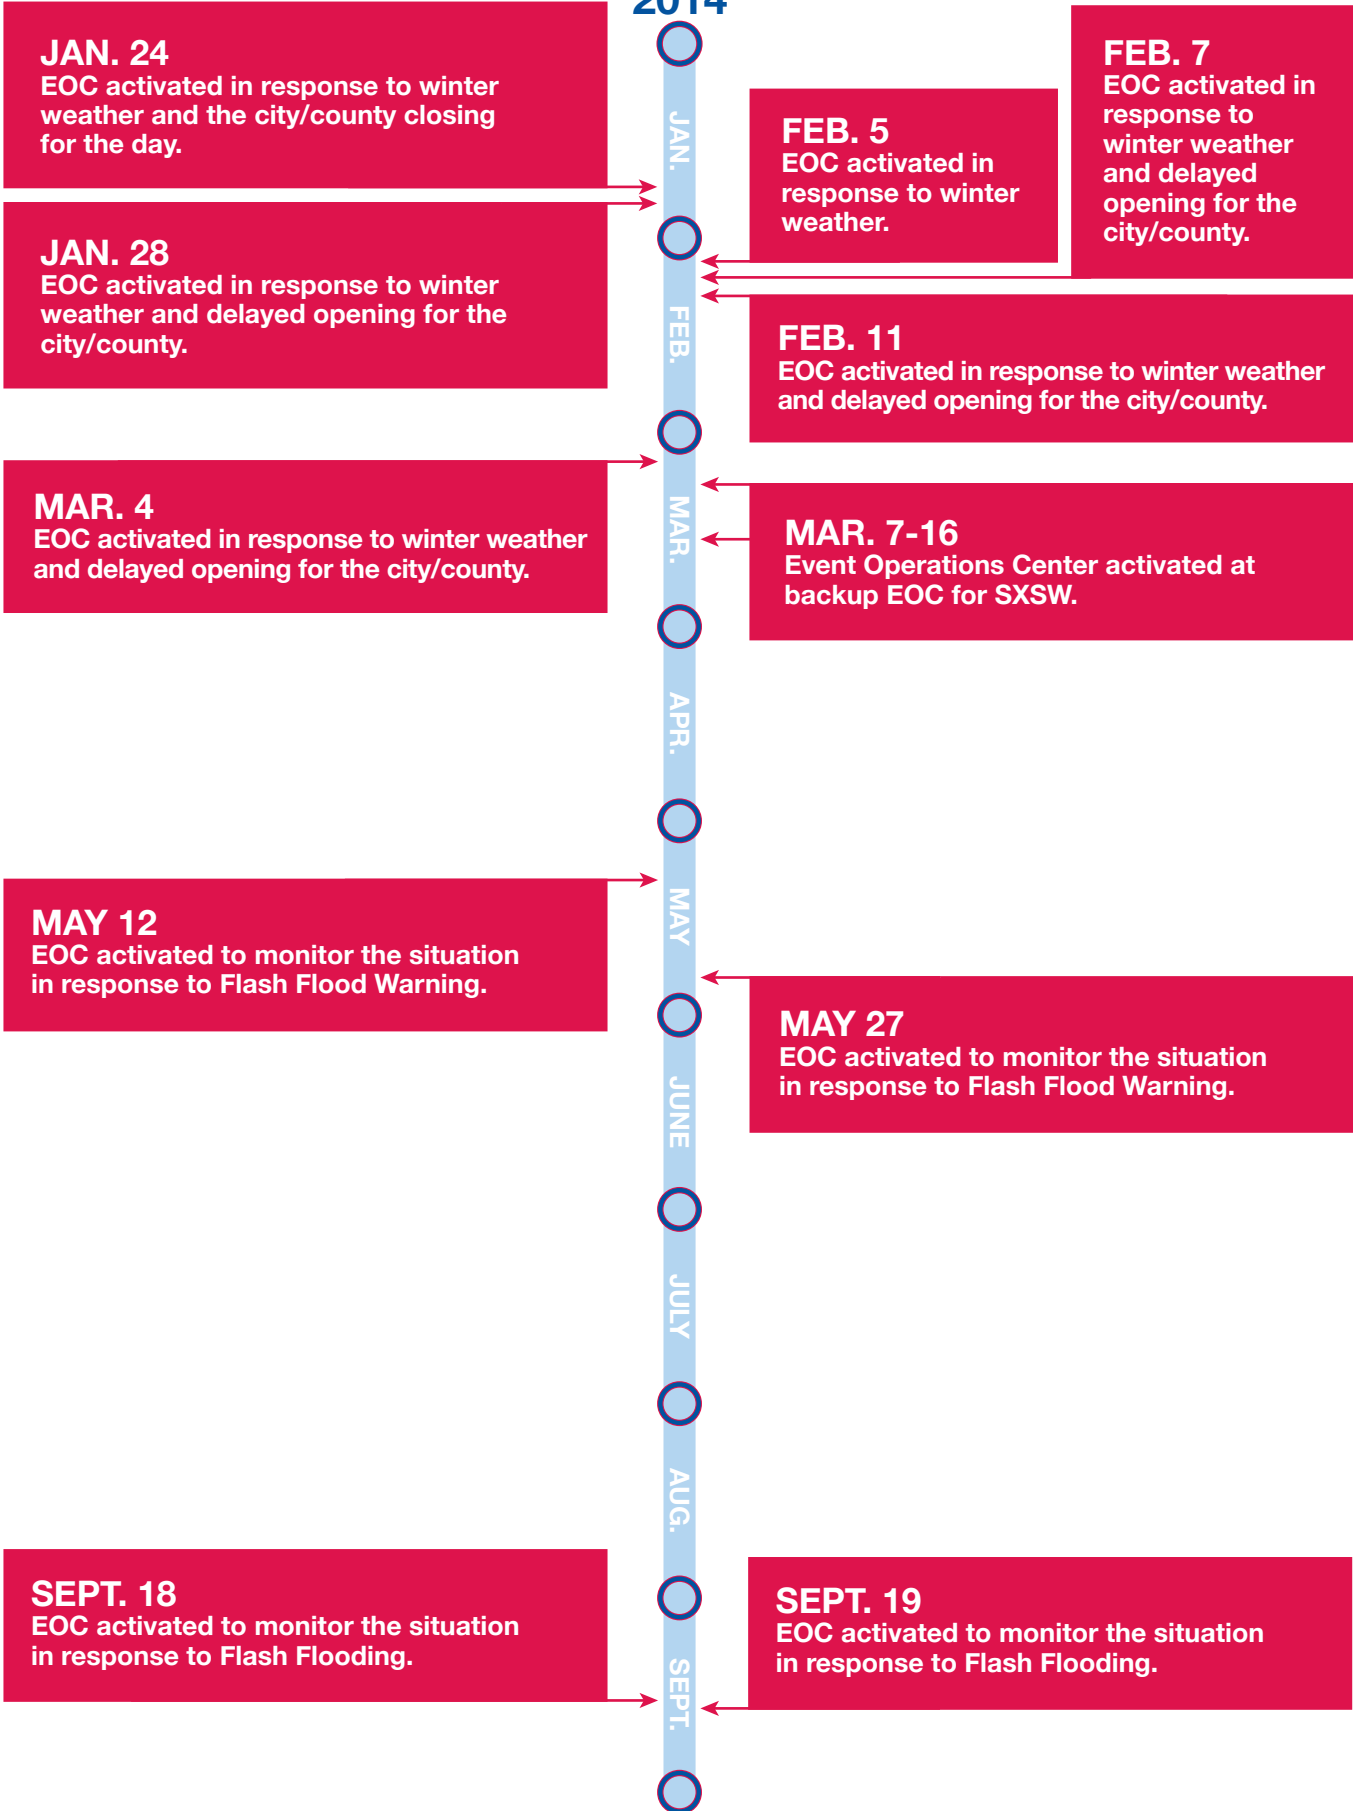 2014
JAN. 24
EOC activated in response to winter
weather and the city/county closing
for the day.
JAN. 28
EOC activated in response to winter
weather and delayed opening for the
city/county.
JAN.
FEB. 5
EOC activated in
response to winter
weather.
FEB. 7
EOC activated in
response to
winter weather
and delayed
opening for the
city/county.
FEB.
FEB. 11
EOC activated in response to winter weather
and delayed opening for the city/county.
MAR. 4
EOC activated in response to winter weather
and delayed opening for the city/county.
MAR.
MAR. 7-16
Event Operations Center activated at
backup EOC for SXSW.
APR.
MAY 12
EOC activated to monitor the situation
in response to Flash Flood Warning.
MAY
MAY 27
EOC activated to monitor the situation
in response to Flash Flood Warning.
JUNE
JULY
AUG.
SEPT. 18
EOC activated to monitor the situation
in response to Flash Flooding.
SEPT.
SEPT. 19
EOC activated to monitor the situation
in response to Flash Flooding.